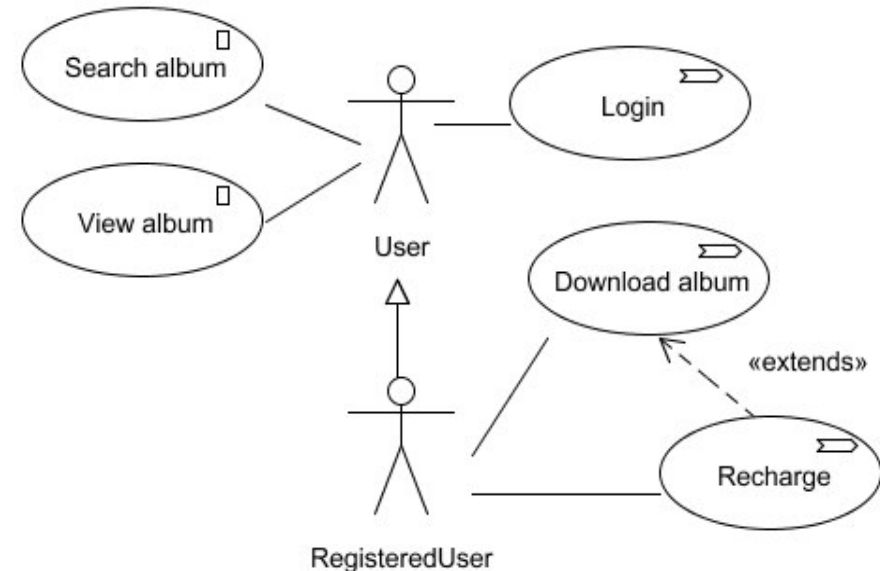 Search album
Login
View album
User
Download album
«extends»
Recharge
RegisteredUser